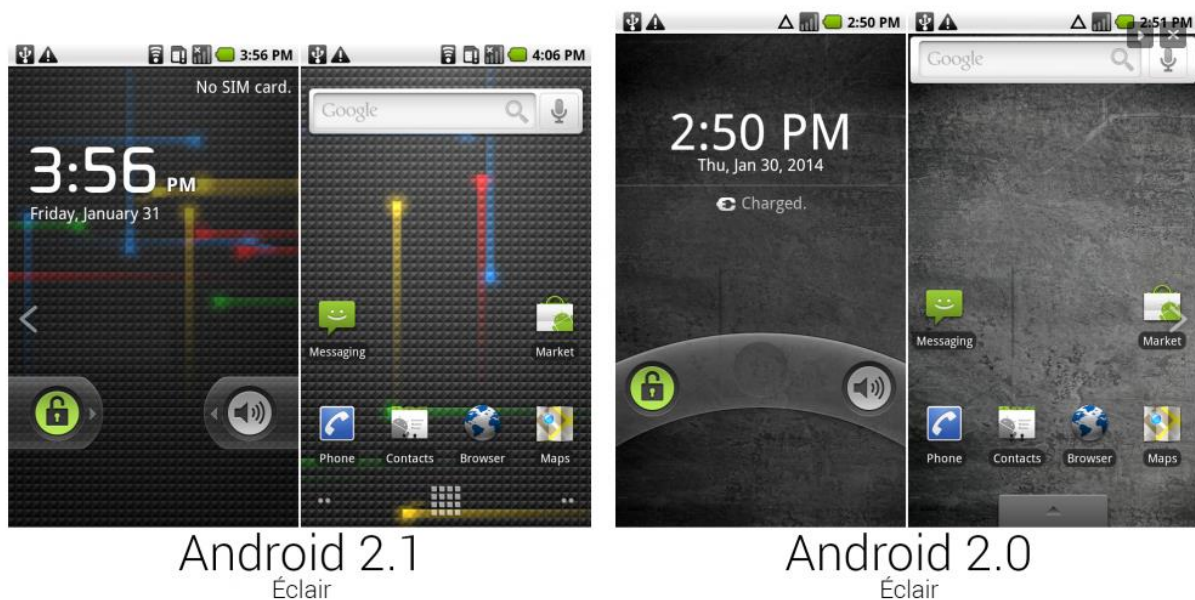 3:56 PM
No SIM card.
3:56 PM
Friday, January 31
4:06 PM
Google
Messaging
Market
Phone
Contacts
Browser
Maps
Android 2.1
Éclair
2:50 PM
2:50 PM
Thu, Jan 30, 2014
Charged.
2:51 PM
Google
Messaging
Market
Phone
Contacts
Browser
Maps
Android 2.0
Éclair